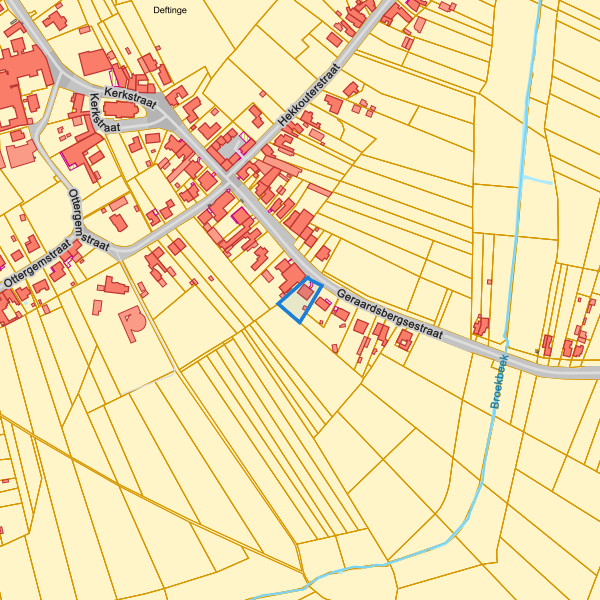 Deftinge
Kerkstraat
Kerkstraat
Hekkouterstraat
Ottergemstraat
Ottergemstraat
Geraardsbergsestraat
Broekbeek